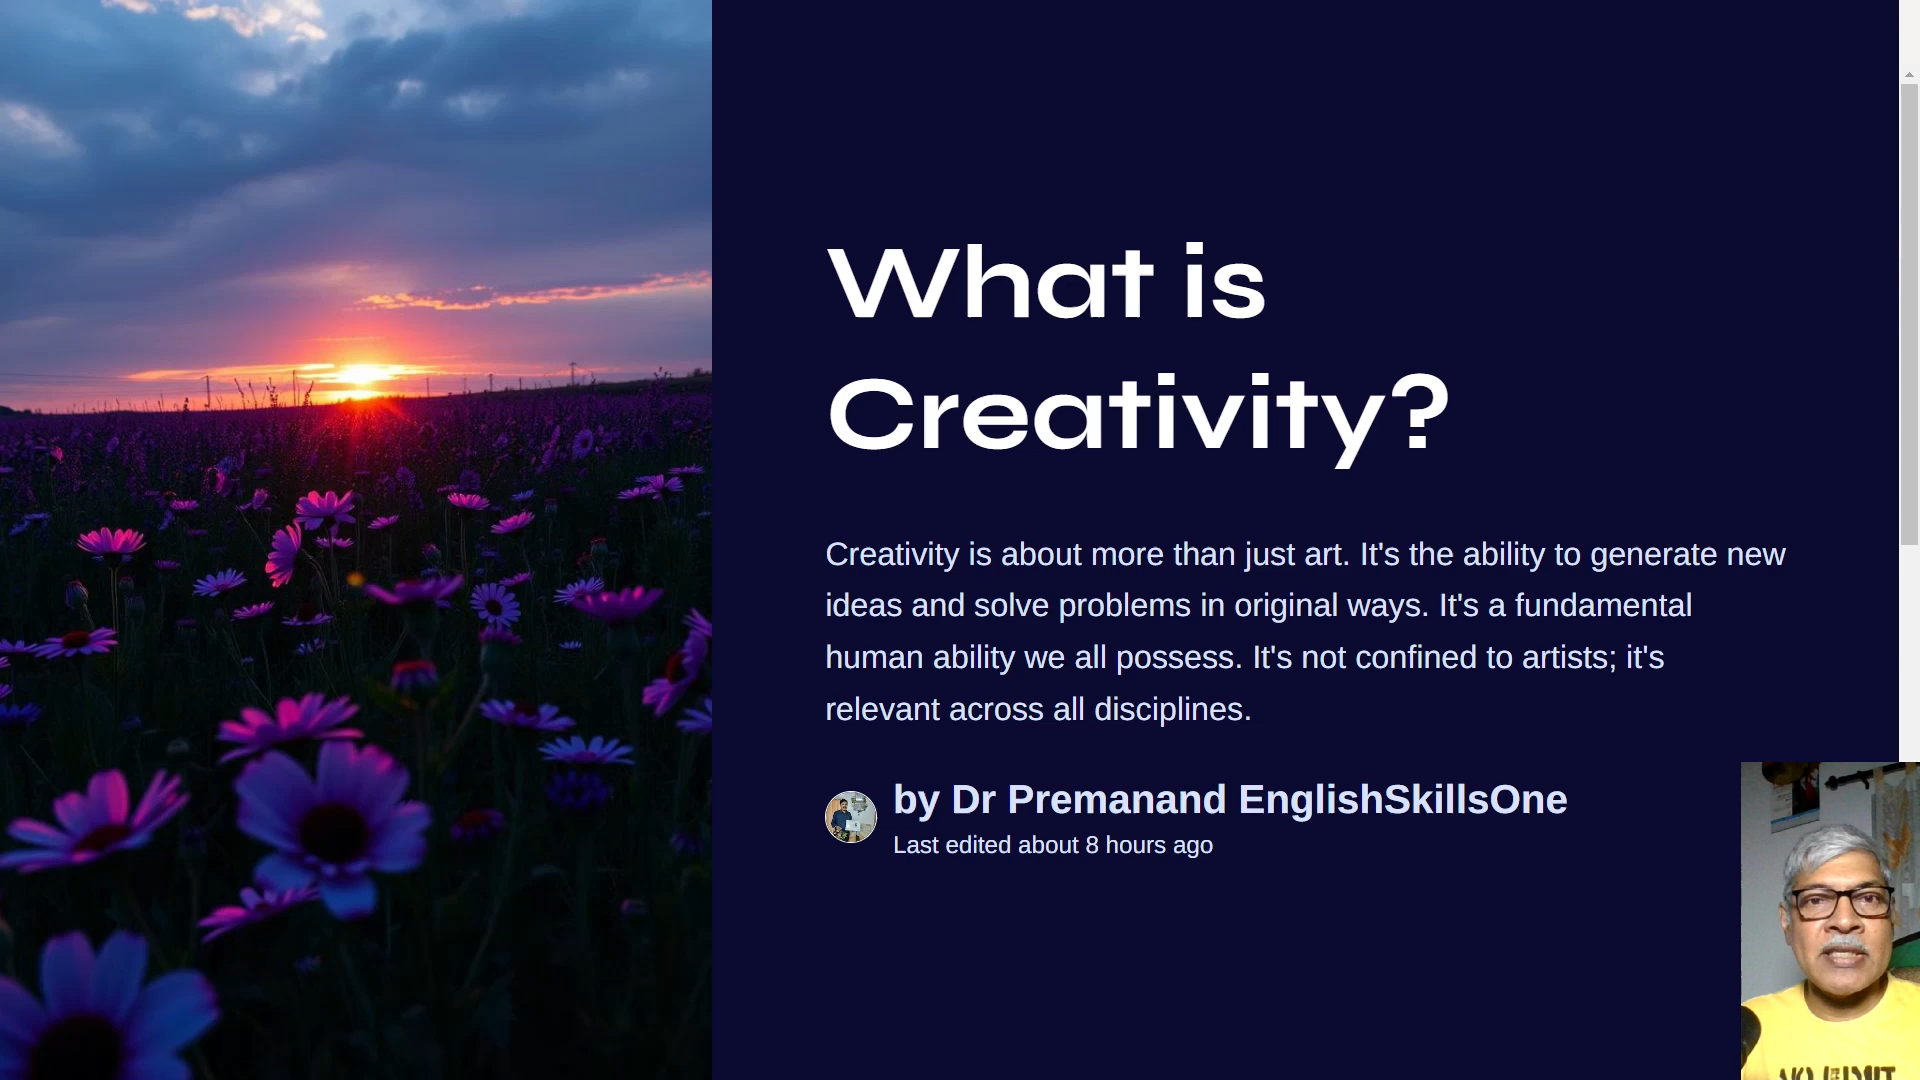 What is
Creativity?
Creativity is about more than just art. It's the ability to generate new
ideas and solve problems in original ways. It's a fundamental
human ability we all possess. It's not confined to artists; it's
relevant across all disciplines.
by Dr Premanand EnglishSkillsOne
Last edited about 8 hours ago